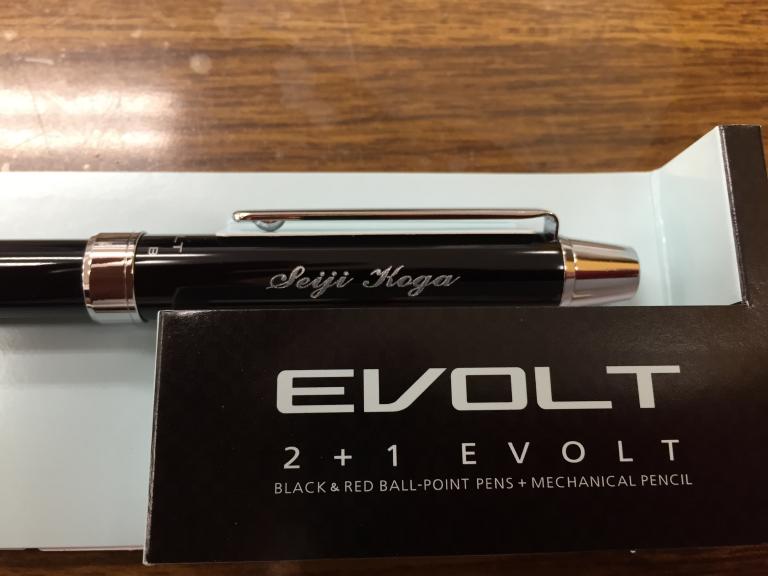 Seiji Koga
EVOLT
2+1 EVOLT
BLACK & RED BALL-POINT PENS + MECHANICAL PENCIL